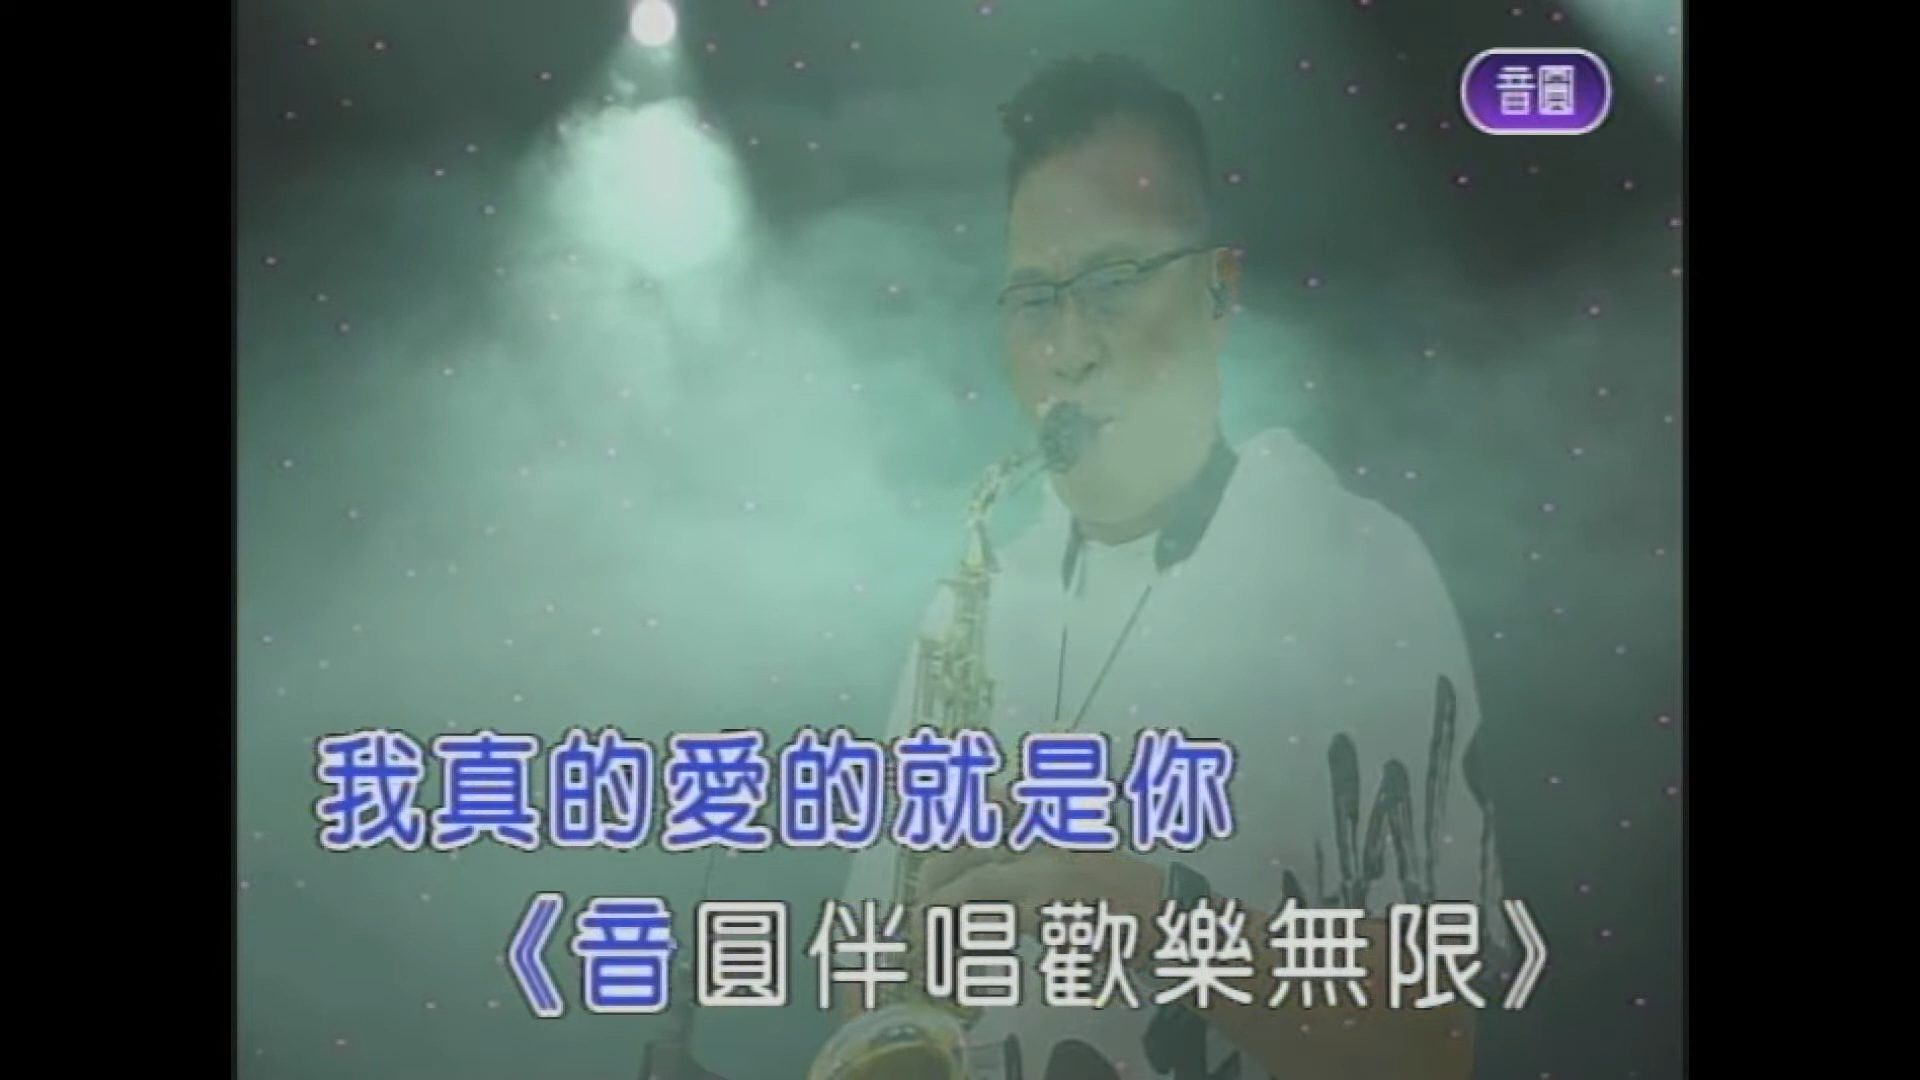 音圓
我真的愛的就是你
《音圓伴唱歡樂無限》